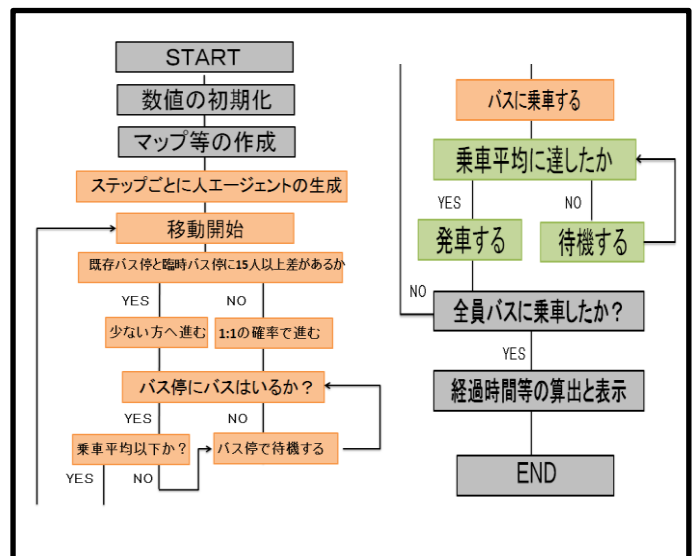 START
数値の初期化
マップ等の作成
ステップごとに人エージェントの生成
移動開始
既存バス停と臨時バス停に15人以上差があるか
YES
NO
少ない方へ進む
1:1の確率で進む
バス停にバスはいるか?
YES
NO
乗車平均以下か?
バス停で待機する
YES
NO
バスに乗車する
乗車平均に達したか
YES
NO
発車する
待機する
NO
全員バスに乗車したか?
YES
経過時間等の算出と表示
END